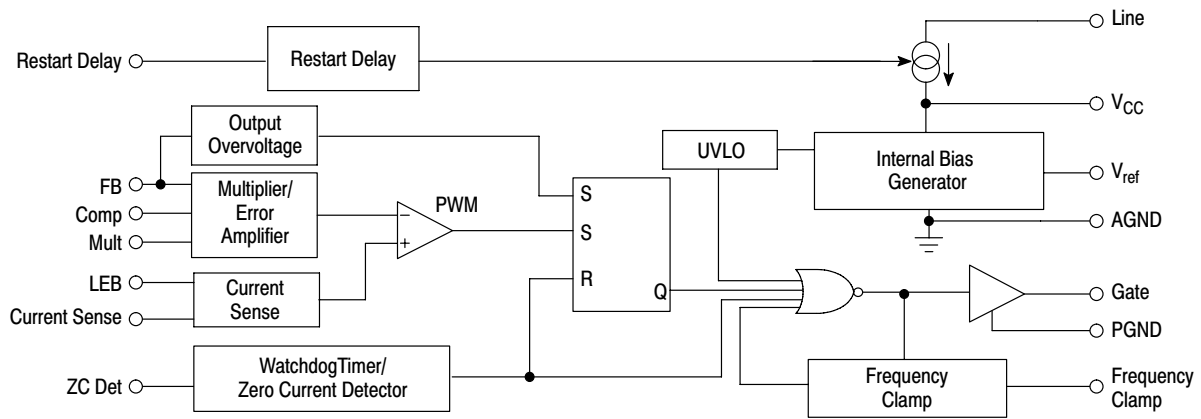 Line
Restart Delay
Restart Delay
VCC
Output
Overvoltage
UVLO
Internal Bias
Generator
Vref
FB
Multiplier/
Error
Amplifier
PWM
S
Comp
AGND
Mult
S
LEB
Current
Sense
R
Q
Gate
Current Sense
PGND
WatchdogTimer/
Zero Current Detector
ZC Det
Frequency
Clamp
Frequency
Clamp